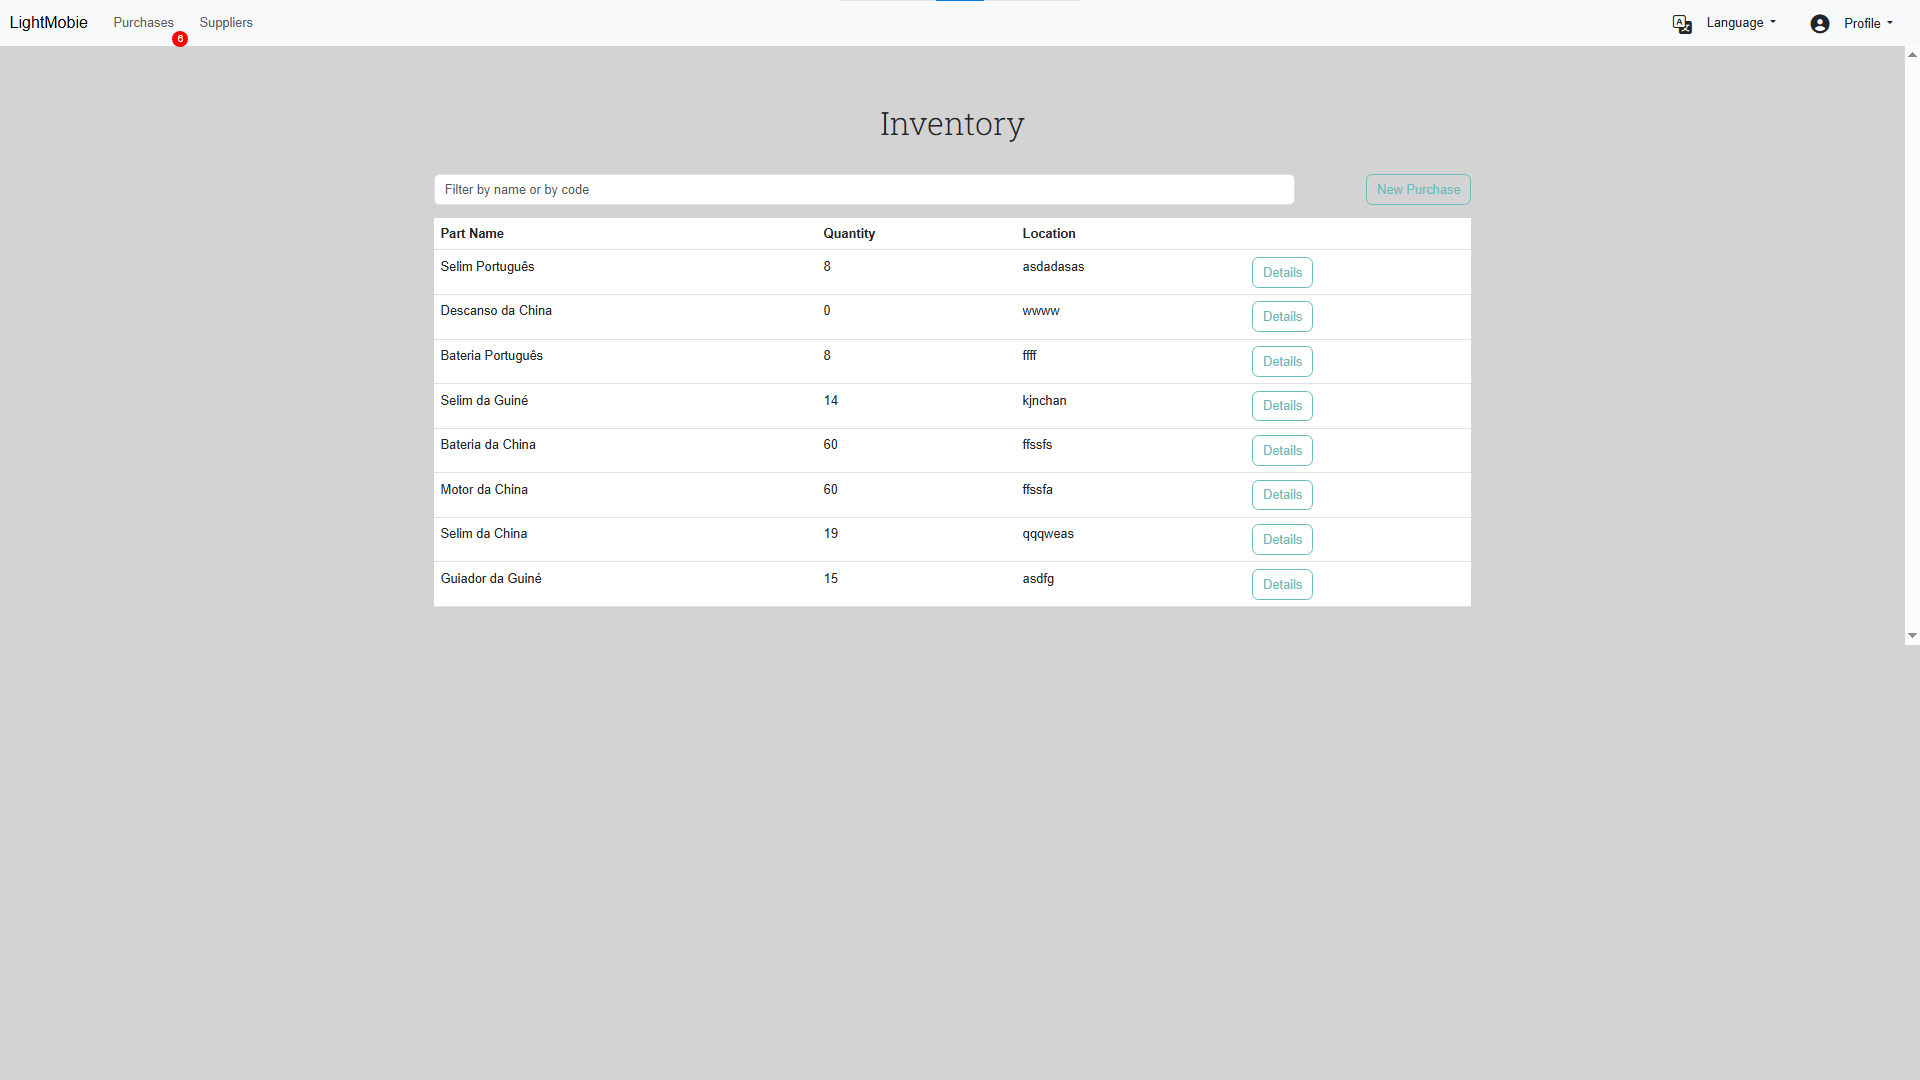 LightMobie Purchases 6 Suppliers Language Profile
Inventory
Filter by name or by code New Purchase
Part Name Quantity Location
Selim Português 8 asdadasas Details
Descanso da China 0 wwww Details
Bateria Português 8 ffff Details
Selim da Guiné 14 kjnchan Details
Bateria da China 60 ffssfs Details
Motor da China 60 ffssfa Details
Selim da China 19 qqqweas Details
Guiador da Guiné 15 asdfg Details